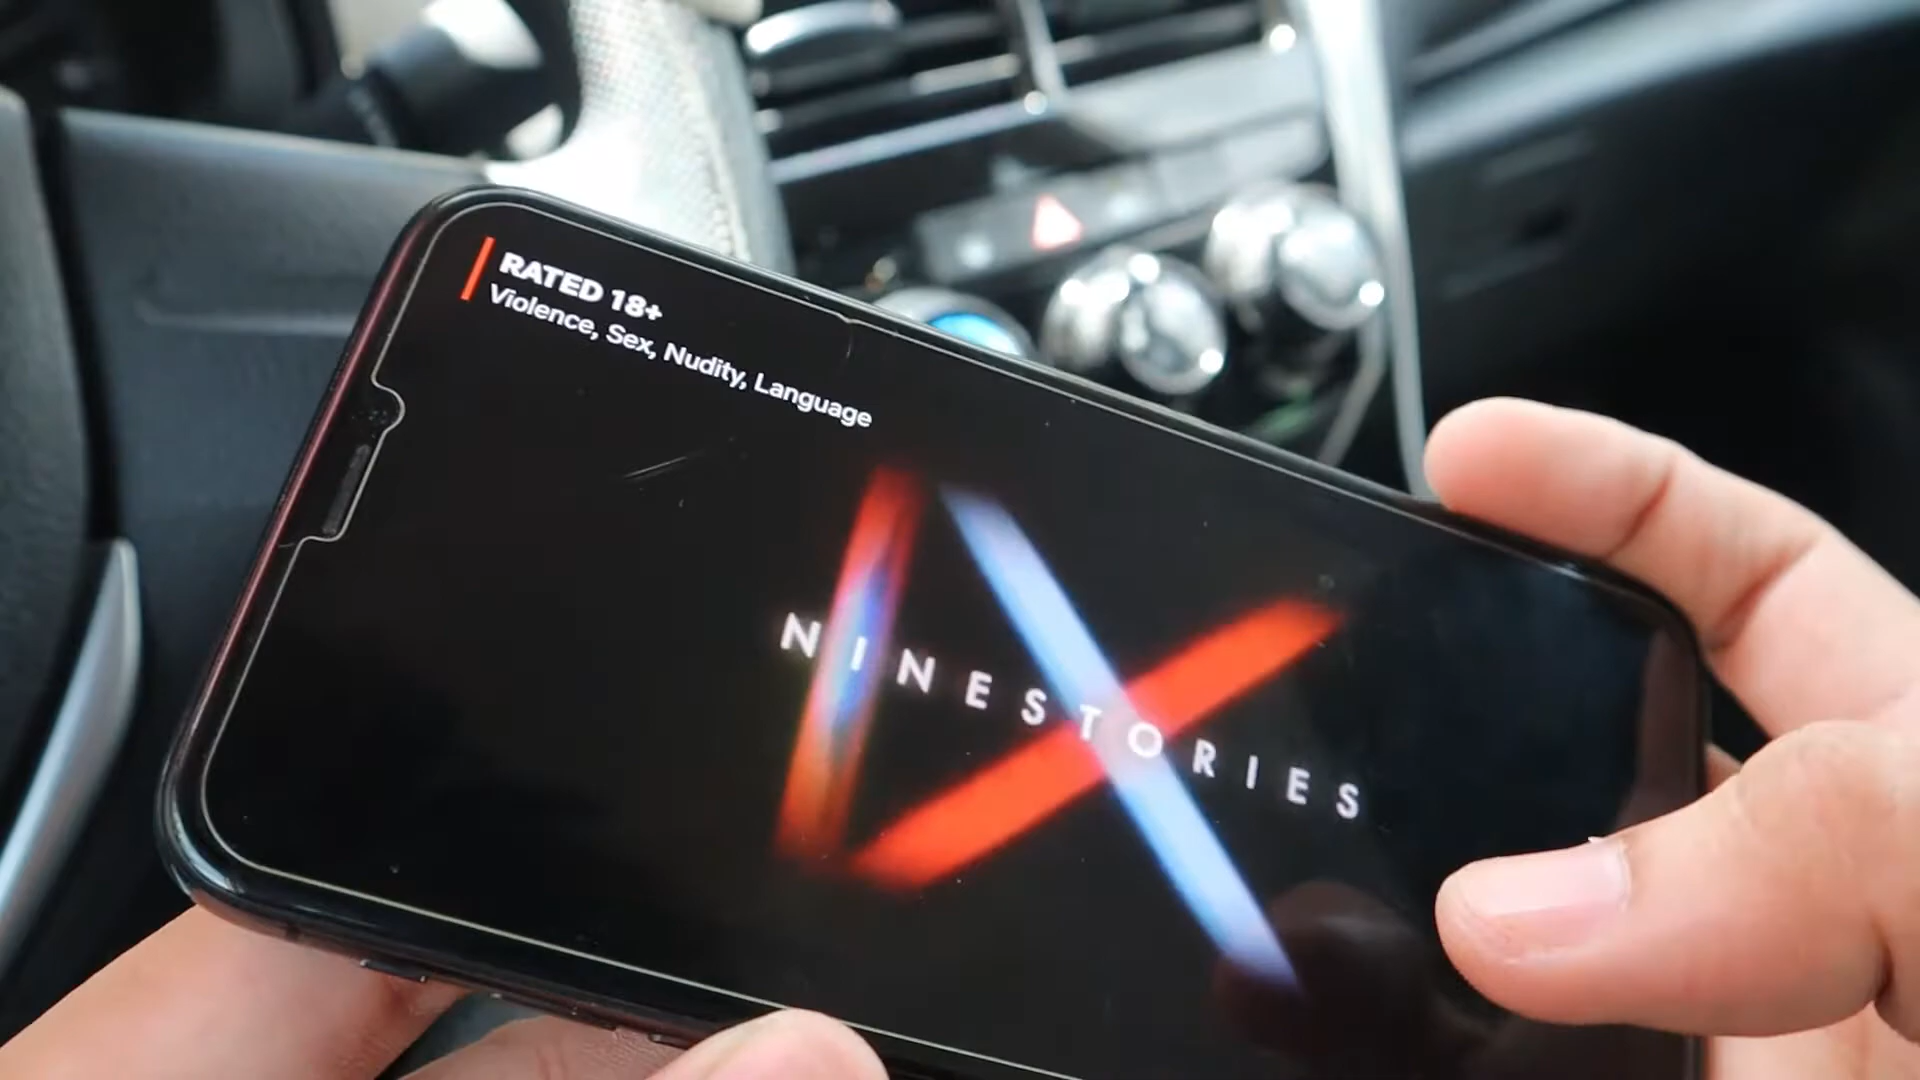 RATED 18+
Violence, Sex, Nudity, Language
NINESTORIES